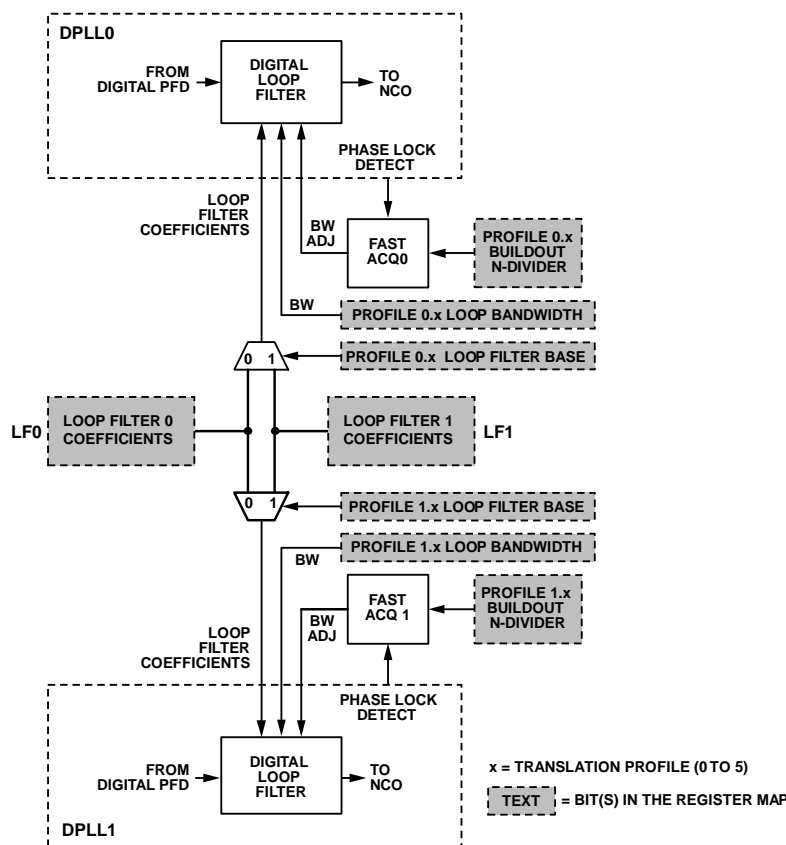 DPLL0
DIGITAL
LOOP
FILTER
FROM
DIGITAL PFD
TO
NCO
PHASE LOCK
DETECT
LOOP
FILTER
COEFFICIENTS
BW
ADJ
FAST
ACQ0
PROFILE 0.x
BUILDOUT
N-DIVIDER
BW
PROFILE 0.x LOOP BANDWIDTH
0 1
PROFILE 0.x LOOP FILTER BASE
LF0
LOOP FILTER 0
COEFFICIENTS
LOOP FILTER 1
COEFFICIENTS
LF1
0 1
PROFILE 1.x LOOP FILTER BASE
PROFILE 1.x LOOP BANDWIDTH
BW
FAST
ACQ 1
PROFILE 1.x
BUILDOUT
N-DIVIDER
BW
ADJ
LOOP
FILTER
COEFFICIENTS
PHASE LOCK
DETECT
FROM
DIGITAL PFD
DIGITAL
LOOP
FILTER
TO
NCO
DPLL1
x = TRANSLATION PROFILE (0 TO 5)
TEXT = BIT(S) IN THE REGISTER MAP